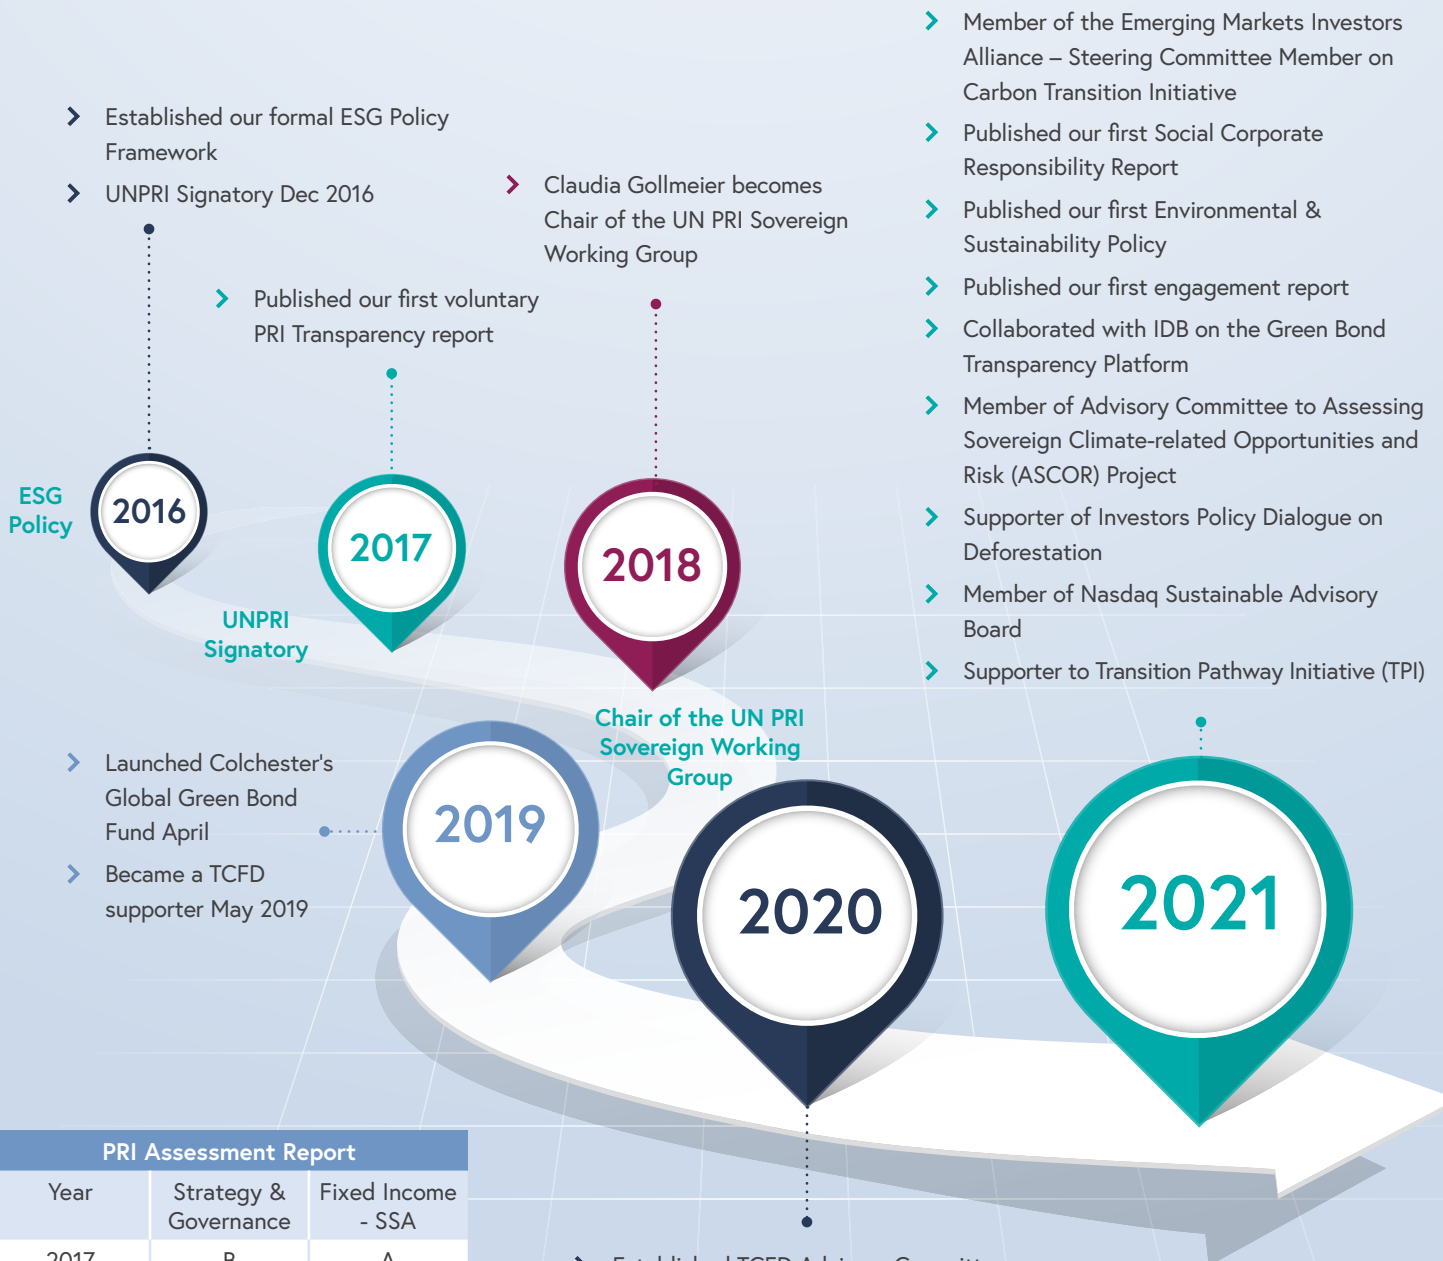 Established our formal ESG Policy
Framework
UNPRI Signatory Dec 2016
Published our first voluntary
PRI Transparency report
Claudia Gollmeier becomes
Chair of the UN PRI Sovereign
Working Group
Member of the Emerging Markets Investors
Alliance – Steering Committee Member on
Carbon Transition Initiative
Published our first Social Corporate
Responsibility Report
Published our first Environmental &
Sustainability Policy
Published our first engagement report
Collaborated with IDB on the Green Bond
Transparency Platform
Member of Advisory Committee to Assessing
Sovereign Climate-related Opportunities and
Risk (ASCOR) Project
Supporter of Investors Policy Dialogue on
Deforestation
Member of Nasdaq Sustainable Advisory
Board
Supporter to Transition Pathway Initiative (TPI)
ESG
Policy
2016
2017
UNPRI
Signatory
2018
Chair of the UN PRI
Sovereign Working
Group
Launched Colchester's
Global Green Bond
Fund April
Became a TCFD
supporter May 2019
2019
2020
2021
PRI Assessment Report
Year
Strategy &
Governance
Fixed Income
- SSA
2017 B A
Established TCFD Advisory